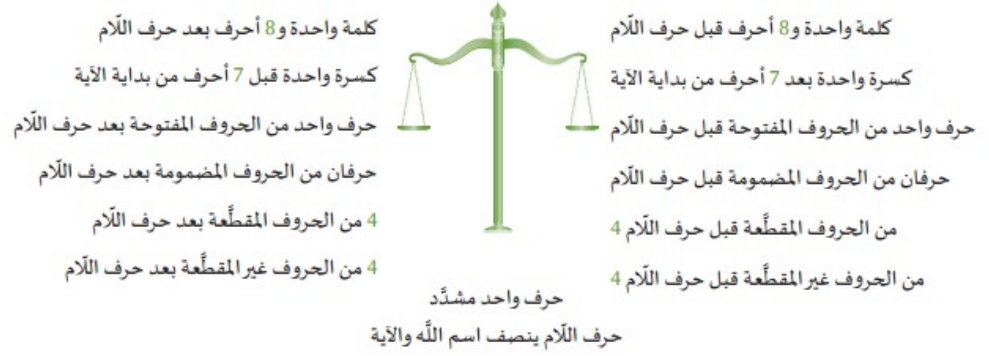 كلمة واحدة و8 أحرف قبل حرف اللّام
كسرة واحدة بعد 7 أحرف من بداية الآية
حرف واحد من الحروف المفتوحة قبل حرف اللّام
حرفان من الحروف المضمومة قبل حرف اللّام
من الحروف المقطَّعة قبل حرف اللّام 4
من الحروف غير المقطَّعة قبل حرف اللّام 4
كلمة واحدة و8 أحرف بعد حرف اللّام
كسرة واحدة قبل 7 أحرف من بداية الآية
حرف واحد من الحروف المفتوحة بعد حرف اللّام
حرفان من الحروف المضمومة بعد حرف اللّام
4 من الحروف المقطَّعة بعد حرف اللّام
4 من الحروف غير المقطَّعة بعد حرف اللّام
حرف واحد مشدَّد
حرف اللّام ينصف اسم اللَّه والآية